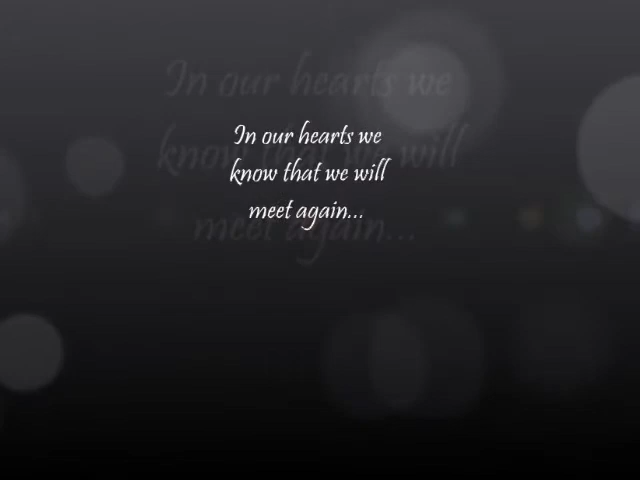 In our hearts we
know that we will
meet again...